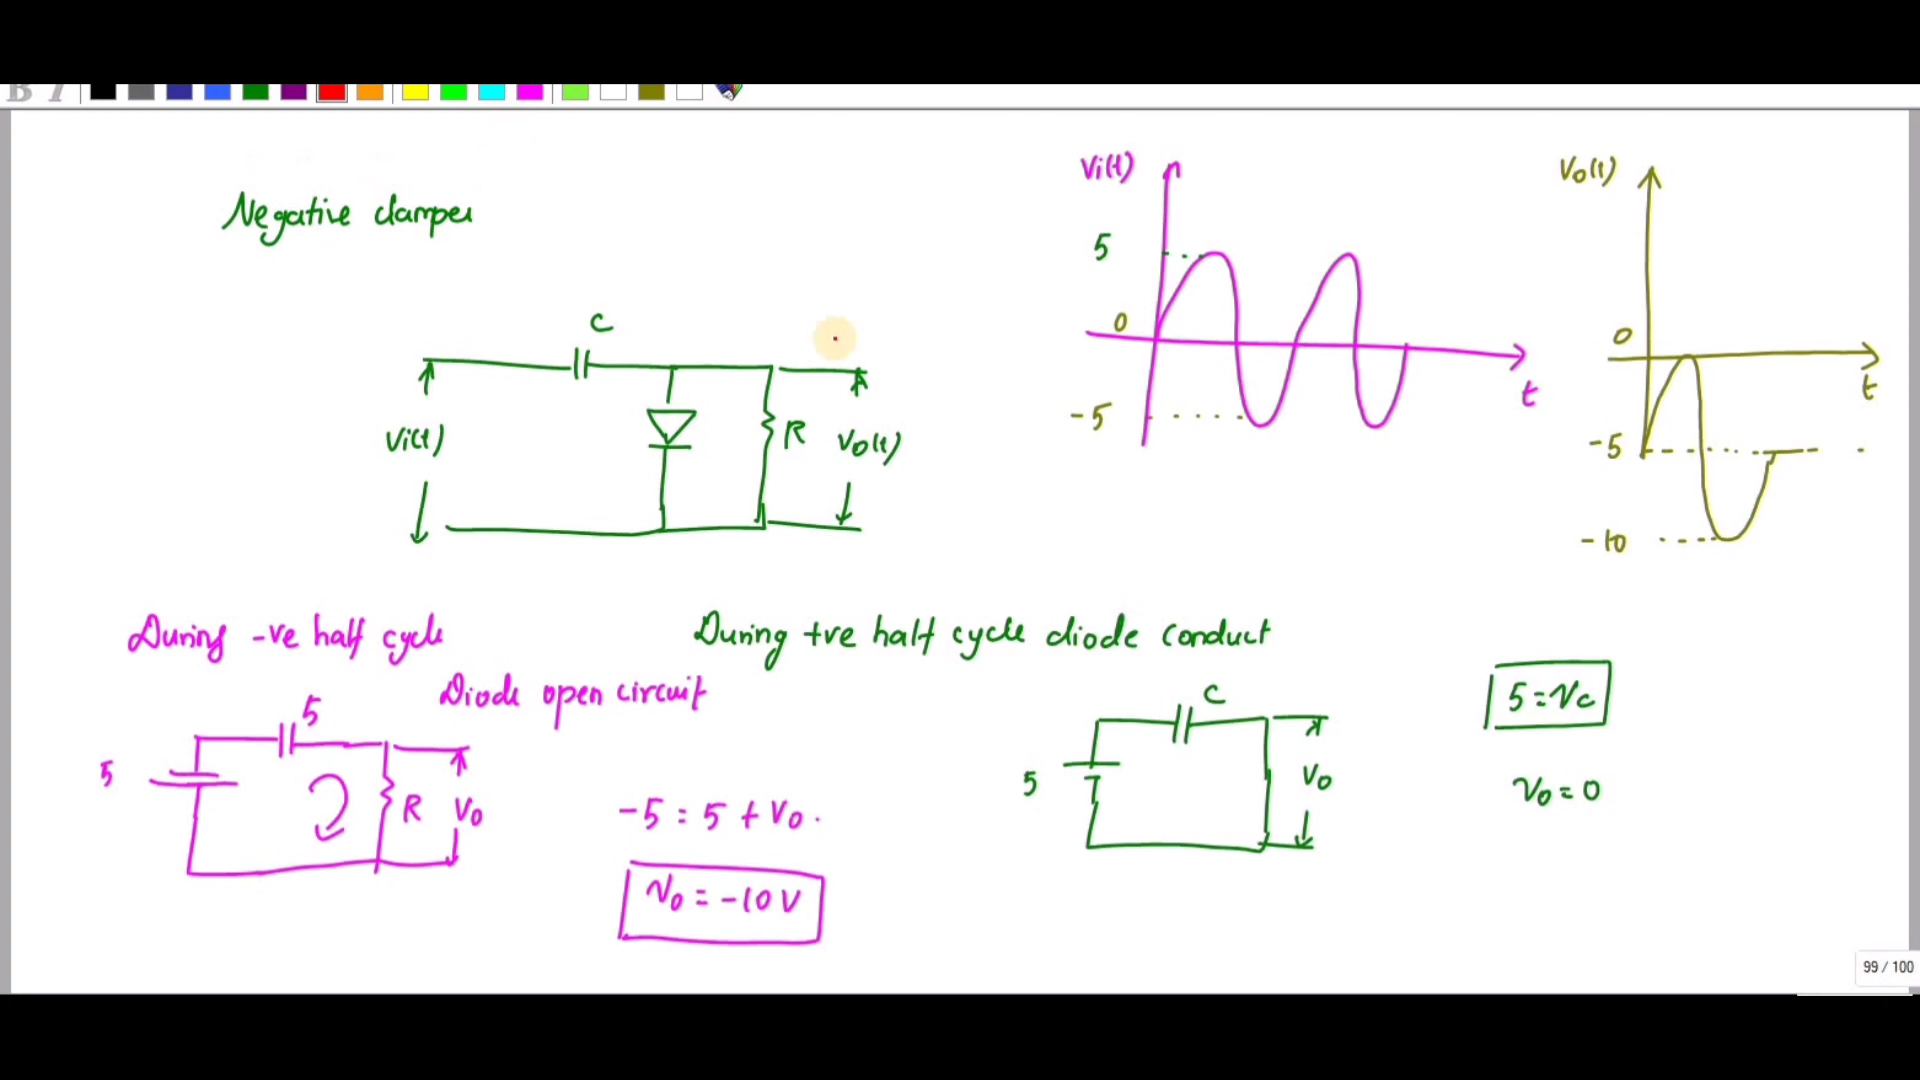 B I
Negative clamper
C
Vi(t)
R
Vo(t)
Vi(t)
5
0
-5
t
Vo(t)
0
-5
-10
t
During -ve half cycle
Diode open circuit
5
5
R
Vo
-5 = 5 + Vo.
Vo = -10 V
During +ve half cycle diode conduct
C
5
Vo
5 = Vc
Vo = 0
99 / 100